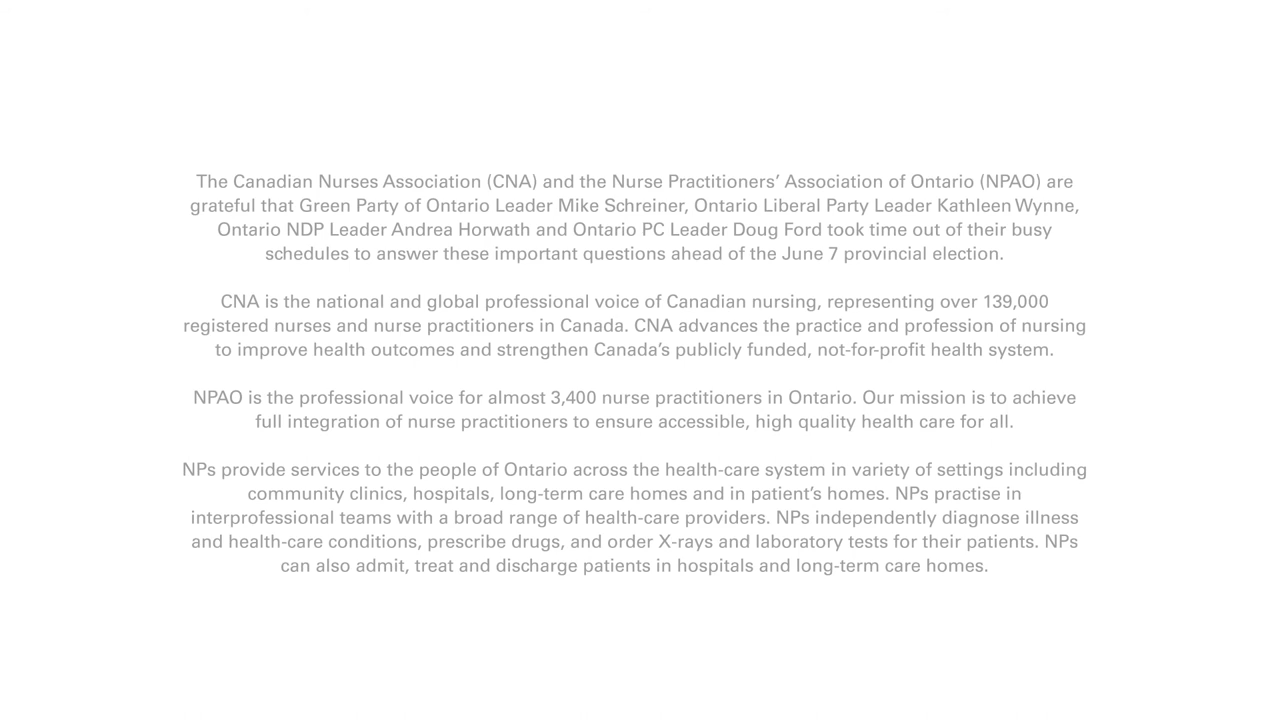 The Canadian Nurses Association (CNA) and the Nurse Practitioners’ Association of Ontario (NPAO) are
grateful that Green Party of Ontario Leader Mike Schreiner, Ontario Liberal Party Leader Kathleen Wynne,
Ontario NDP Leader Andrea Horwath and Ontario PC Leader Doug Ford took time out of their busy
schedules to answer these important questions ahead of the June 7 provincial election.
CNA is the national and global professional voice of Canadian nursing, representing over 139,000
registered nurses and nurse practitioners in Canada. CNA advances the practice and profession of nursing
to improve health outcomes and strengthen Canada’s publicly funded, not-for-profit health system.
NPAO is the professional voice for almost 3,400 nurse practitioners in Ontario. Our mission is to achieve
full integration of nurse practitioners to ensure accessible, high quality health care for all.
NPs provide services to the people of Ontario across the health-care system in variety of settings including
community clinics, hospitals, long-term care homes and in patient’s homes. NPs practise in
interprofessional teams with a broad range of health-care providers. NPs independently diagnose illness
and health-care conditions, prescribe drugs, and order X-rays and laboratory tests for their patients. NPs
can also admit, treat and discharge patients in hospitals and long-term care homes.